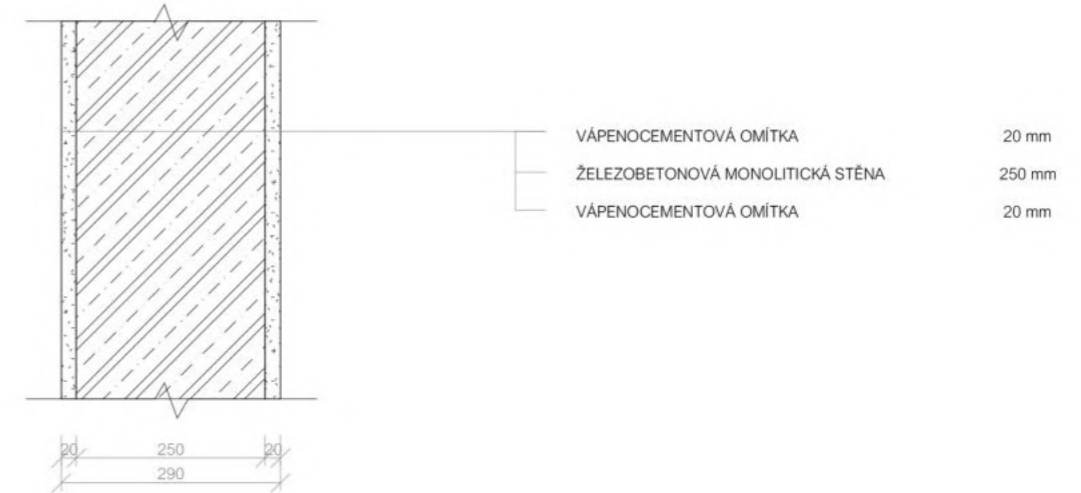 VÁPENOCEMENTOVÁ OMÍTKA 20 mm
ŽELEZOBETONOVÁ MONOLITICKÁ STĚNA 250 mm
VÁPENOCEMENTOVÁ OMÍTKA 20 mm
20 250 20
290